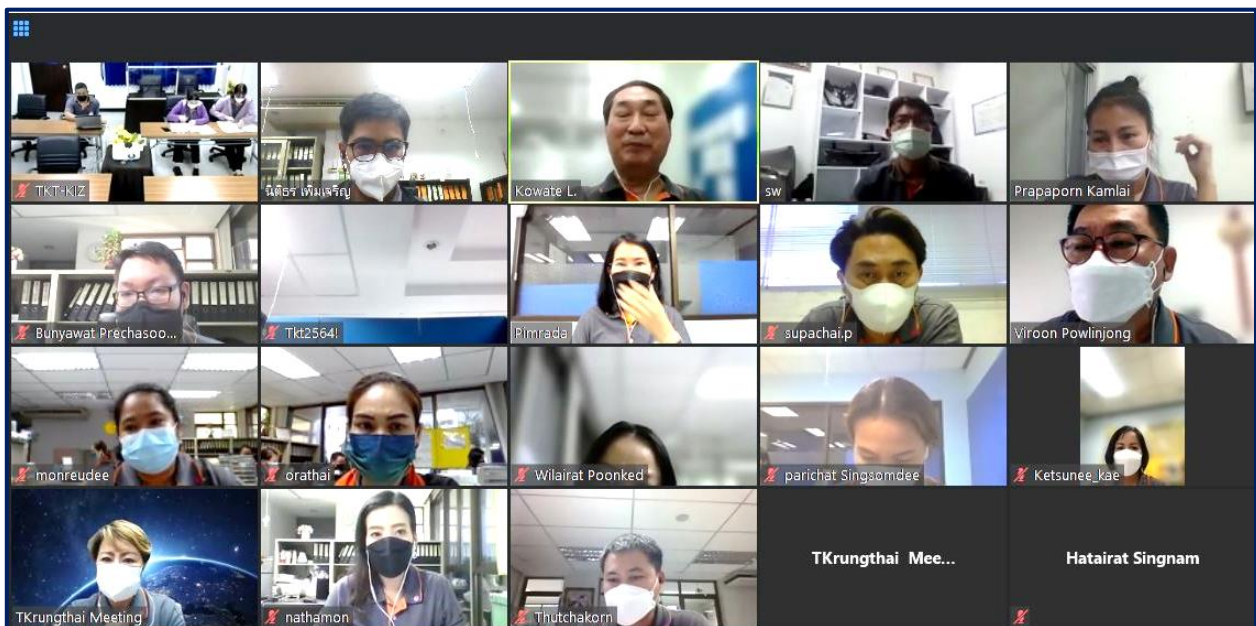 TKT-KIZ
นิติธร เพิ่มเจริญ
Kowate L.
sw
Prapaporn Kamlai
Bunyawat Prechasoo...
Tkt2564!
Pimrada
supachai.p
Viroon Powlinjong
monreudee
orathai
Wilairat Poonked
parichat Singsomdee
Ketsunee_kae
TKrungthai Meeting
nathamon
Thutchakorn
TKrungthai Mee...
Hatairat Singnam